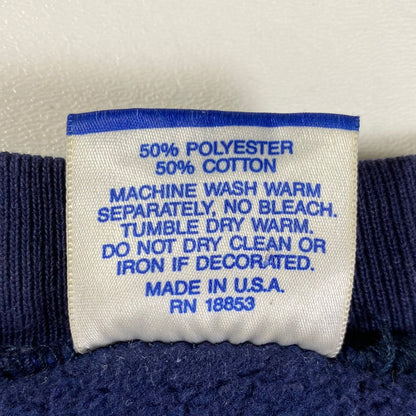 50% POLYESTER
50% COTTON
MACHINE WASH WARM
SEPARATELY, NO BLEACH.
TUMBLE DRY WARM.
DO NOT DRY CLEAN OR
IRON IF DECORATED.
MADE IN U.S.A.
RN 18853